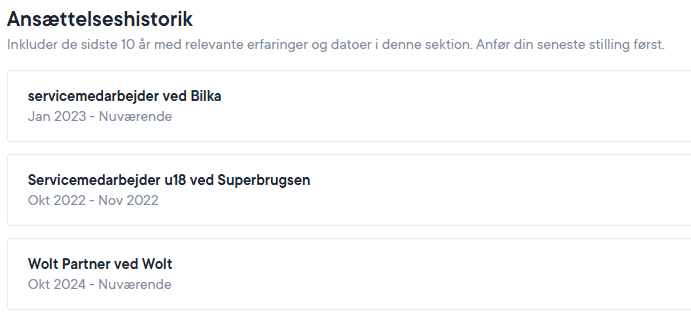 Ansættelseshistorik
Inkluder de sidste 10 år med relevante erfaringer og datoer i denne sektion. Anfør din seneste stilling først.
servicemedarbejder ved Bilka
Jan 2023 - Nuværende
Servicemedarbejder u18 ved Superbrugsen
Okt 2022 - Nov 2022
Wolt Partner ved Wolt
Okt 2024 - Nuværende